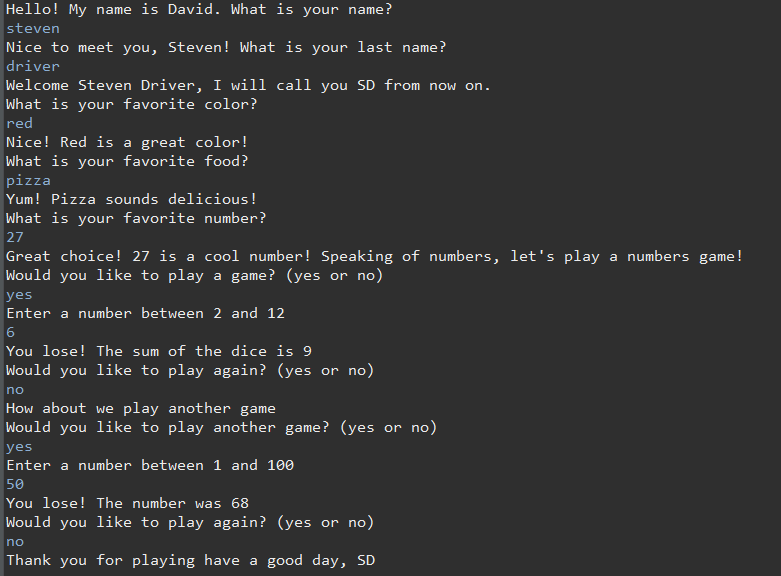 Hello! My name is David. What is your name?
steven
Nice to meet you, Steven! What is your last name?
driver
Welcome Steven Driver, I will call you SD from now on.
What is your favorite color?
red
Nice! Red is a great color!
What is your favorite food?
pizza
Yum! Pizza sounds delicious!
What is your favorite number?
27
Great choice! 27 is a cool number! Speaking of numbers, let's play a numbers game!
Would you like to play a game? (yes or no)
yes
Enter a number between 2 and 12
6
You lose! The sum of the dice is 9
Would you like to play again? (yes or no)
no
How about we play another game
Would you like to play another game? (yes or no)
yes
Enter a number between 1 and 100
50
You lose! The number was 68
Would you like to play again? (yes or no)
no
Thank you for playing have a good day, SD